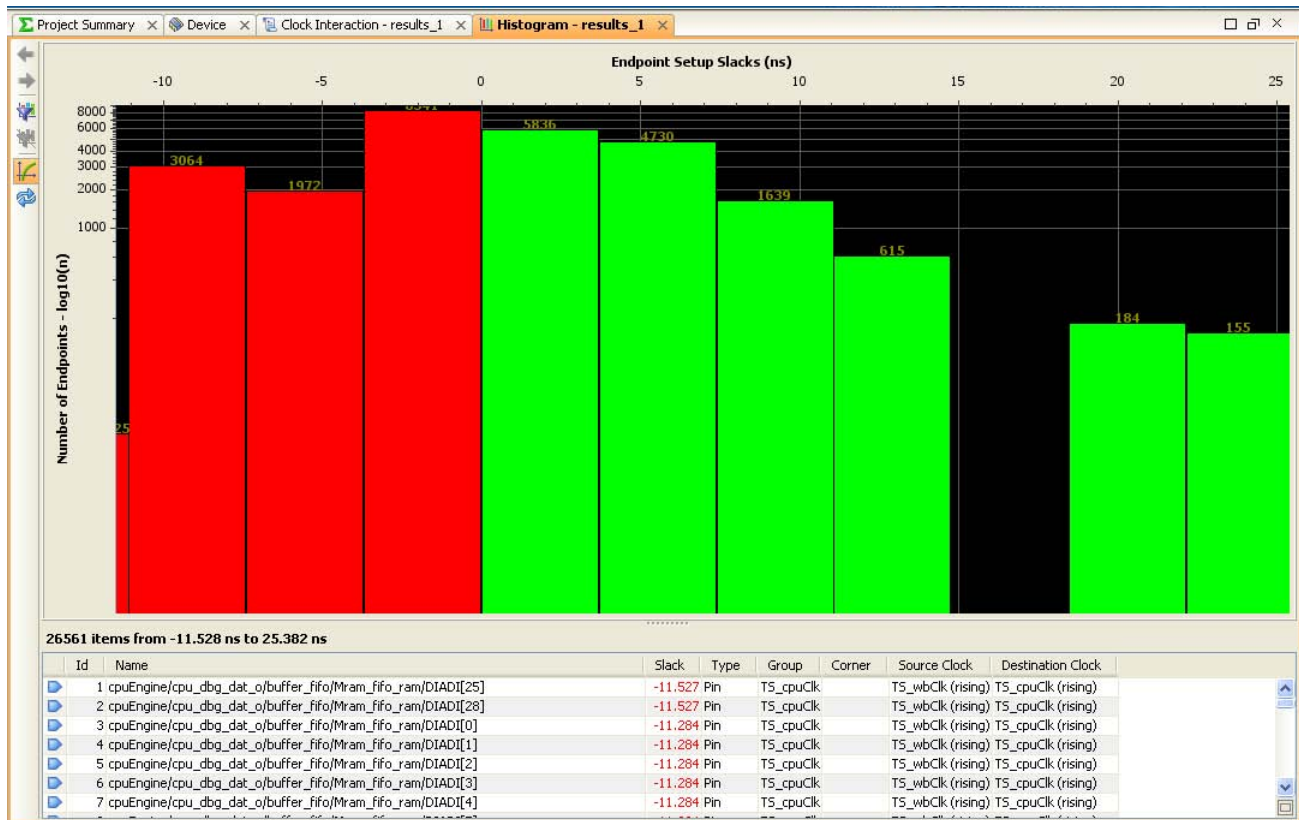 Project Summary
Device
Clock Interaction - results_1
Histogram - results_1
Endpoint Setup Slacks (ns)
-10 -5 0 5 10 15 20 25
8000
6000
4000
3000
2000
1000
Number of Endpoints - log10(n)
25
3064
1972
8341
5836
4730
1639
615
184
155
26561 items from -11.528 ns to 25.382 ns
Id Name Slack Type Group Corner Source Clock Destination Clock
1 cpuEngine/cpu_dbg_dat_o/buffer_fifo/Mram_fifo_ram/DIADI[25] -11.527 Pin TS_cpuClk TS_wbClk (rising) TS_cpuClk (rising)
2 cpuEngine/cpu_dbg_dat_o/buffer_fifo/Mram_fifo_ram/DIADI[28] -11.527 Pin TS_cpuClk TS_wbClk (rising) TS_cpuClk (rising)
3 cpuEngine/cpu_dbg_dat_o/buffer_fifo/Mram_fifo_ram/DIADI[0] -11.284 Pin TS_cpuClk TS_wbClk (rising) TS_cpuClk (rising)
4 cpuEngine/cpu_dbg_dat_o/buffer_fifo/Mram_fifo_ram/DIADI[1] -11.284 Pin TS_cpuClk TS_wbClk (rising) TS_cpuClk (rising)
5 cpuEngine/cpu_dbg_dat_o/buffer_fifo/Mram_fifo_ram/DIADI[2] -11.284 Pin TS_cpuClk TS_wbClk (rising) TS_cpuClk (rising)
6 cpuEngine/cpu_dbg_dat_o/buffer_fifo/Mram_fifo_ram/DIADI[3] -11.284 Pin TS_cpuClk TS_wbClk (rising) TS_cpuClk (rising)
7 cpuEngine/cpu_dbg_dat_o/buffer_fifo/Mram_fifo_ram/DIADI[4] -11.284 Pin TS_cpuClk TS_wbClk (rising) TS_cpuClk (rising)